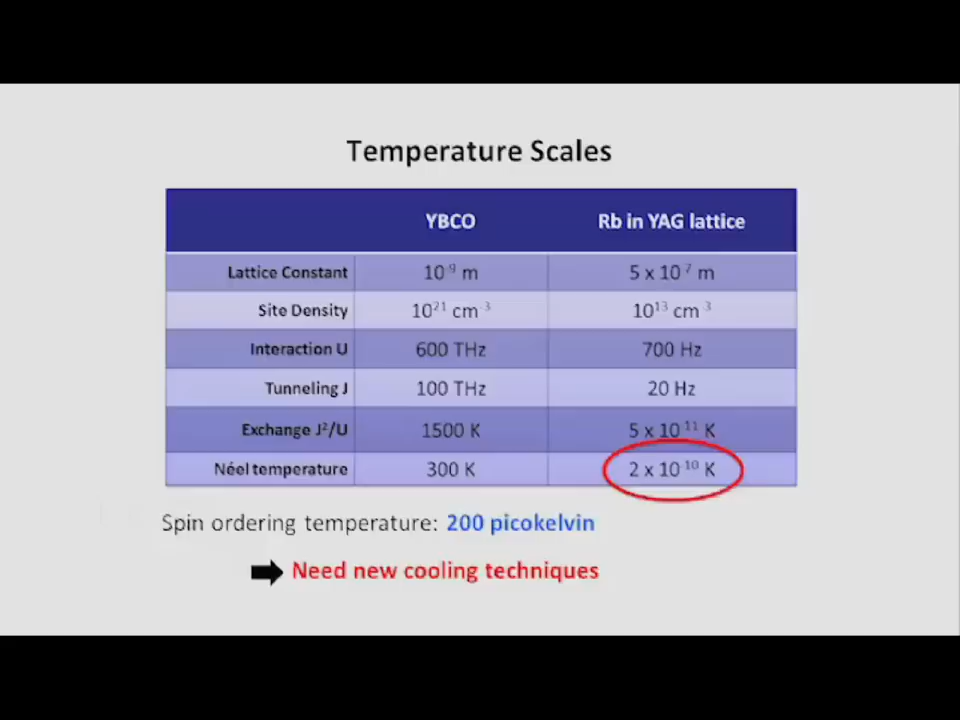 Temperature Scales
YBCO Rb in YAG lattice
Lattice Constant 10⁻⁹ m 5 x 10⁻⁷ m
Site Density 10²¹ cm⁻³ 10¹³ cm⁻³
Interaction U 600 THz 700 Hz
Tunneling J 100 THz 20 Hz
Exchange J²/U 1500 K 5 x 10⁻¹¹ K
Néel temperature 300 K 2 x 10⁻¹⁰ K
Spin ordering temperature: 200 picokelvin
Need new cooling techniques